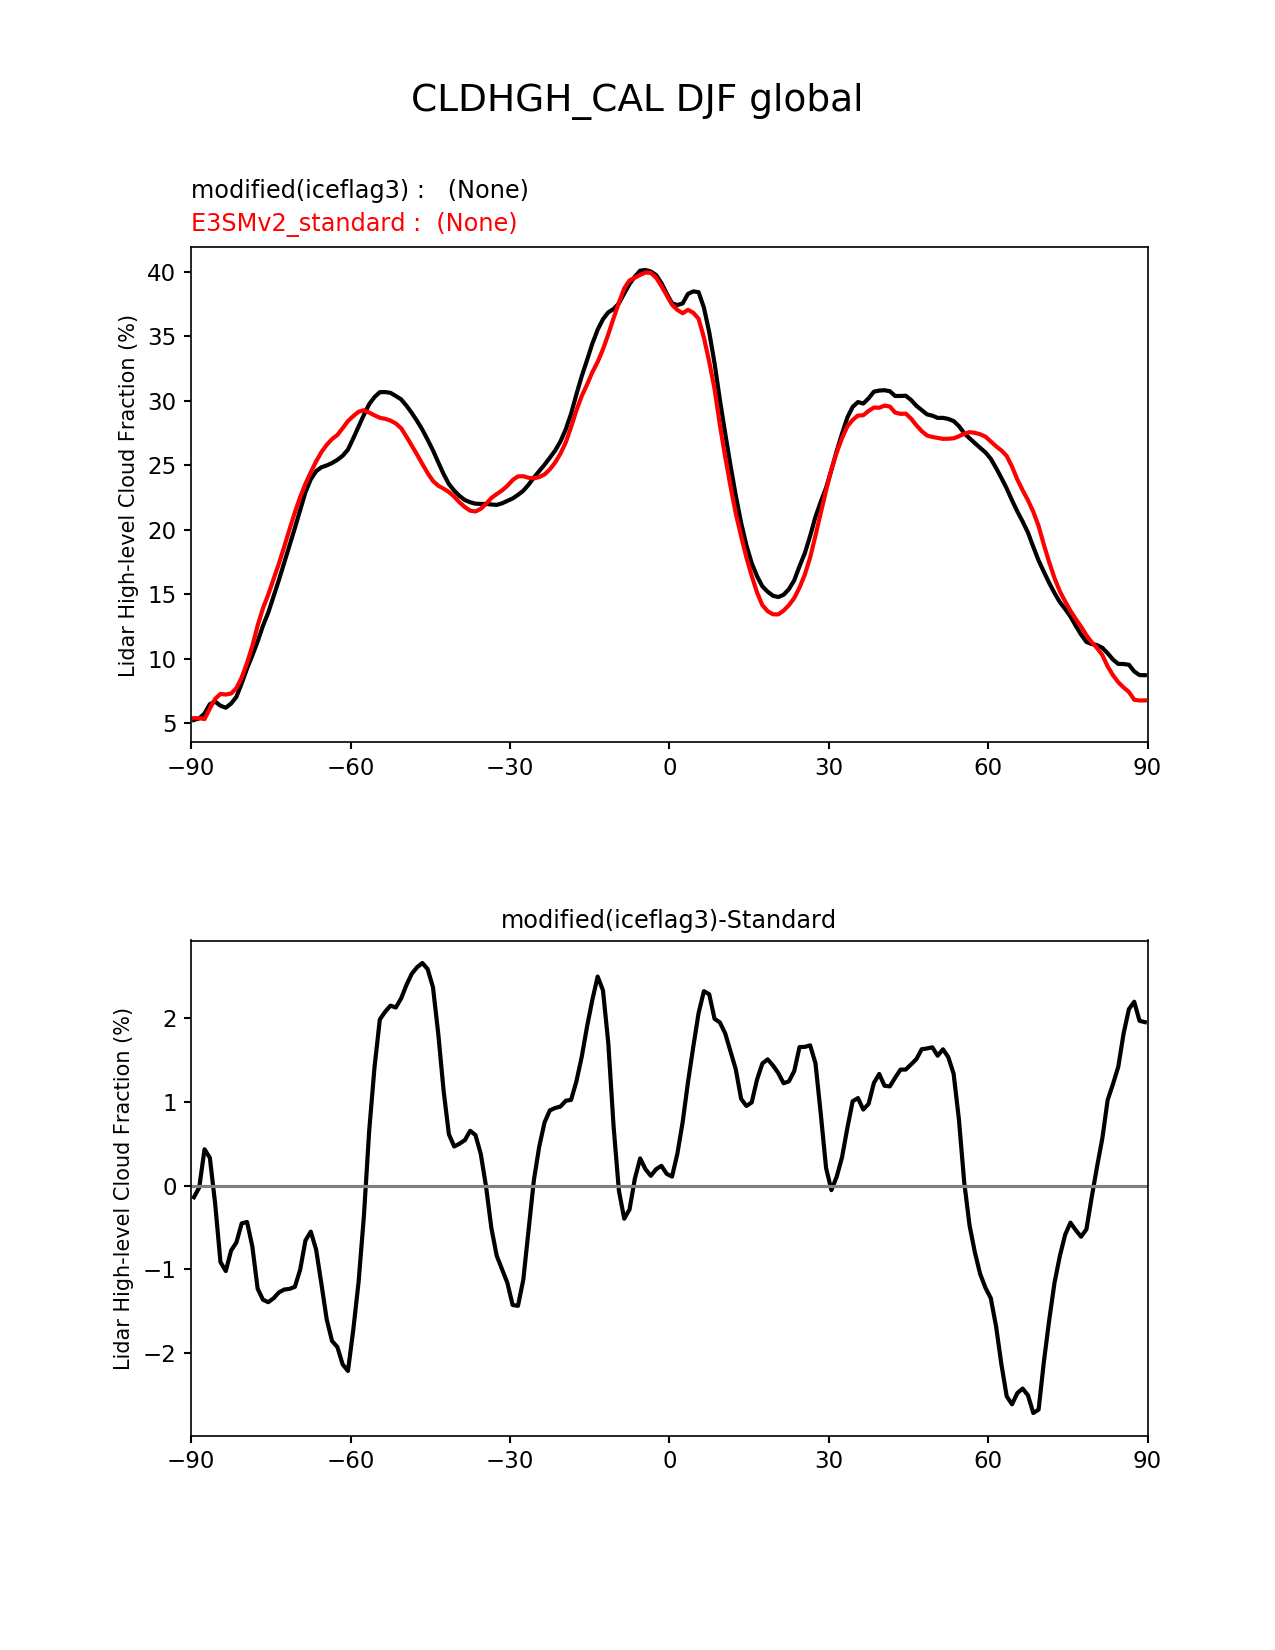 CLDHGH_CAL DJF global
modified(iceflag3) :   (None)
E3SMv2_standard :  (None)
Lidar High-level Cloud Fraction (%)
40
35
30
25
20
15
10
5
−90 −60 −30 0 30 60 90
modified(iceflag3)-Standard
Lidar High-level Cloud Fraction (%)
2
1
0
−1
−2
−90 −60 −30 0 30 60 90